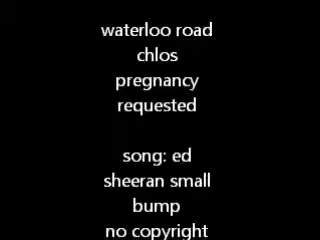 waterloo road
chlos
pregnancy
requested
song: ed
sheeran small
bump
no copyright